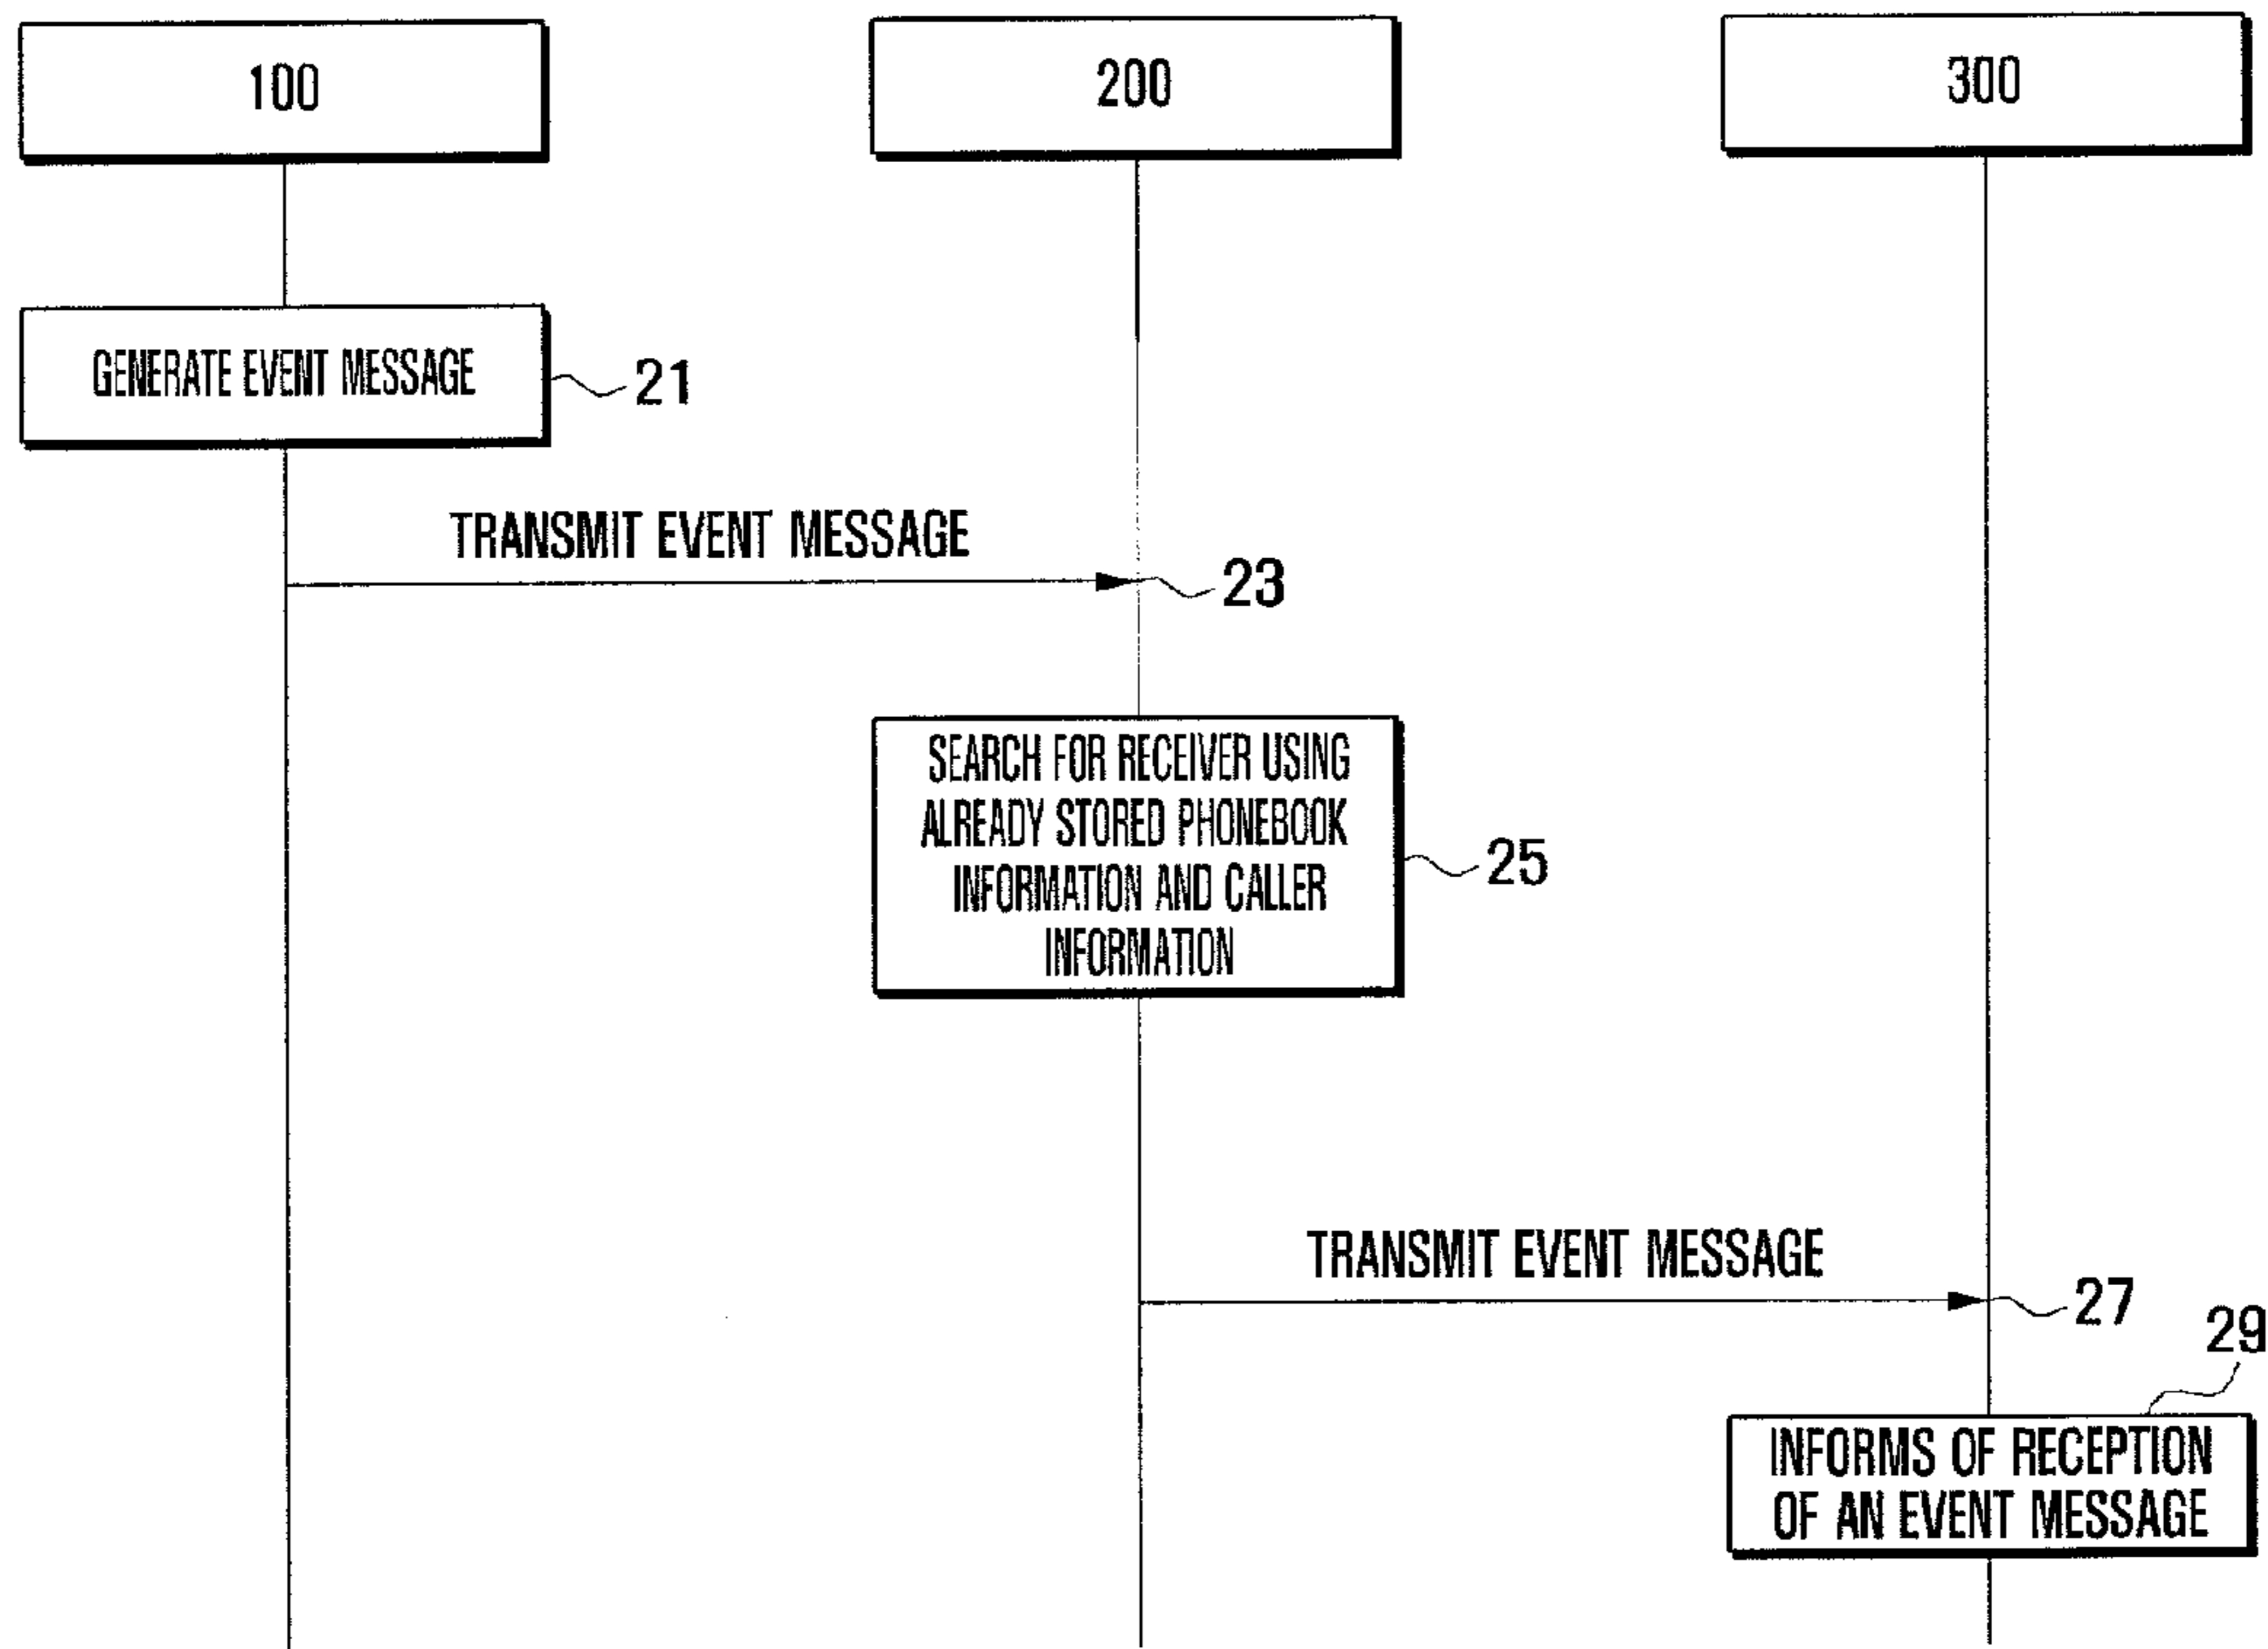 100
200
300
GENERATE EVENT MESSAGE
21
TRANSMIT EVENT MESSAGE
23
SEARCH FOR RECEIVER USING
ALREADY STORED PHONEBOOK
INFORMATION AND CALLER
INFORMATION
25
TRANSMIT EVENT MESSAGE
27
29
INFORMS OF RECEPTION
OF AN EVENT MESSAGE